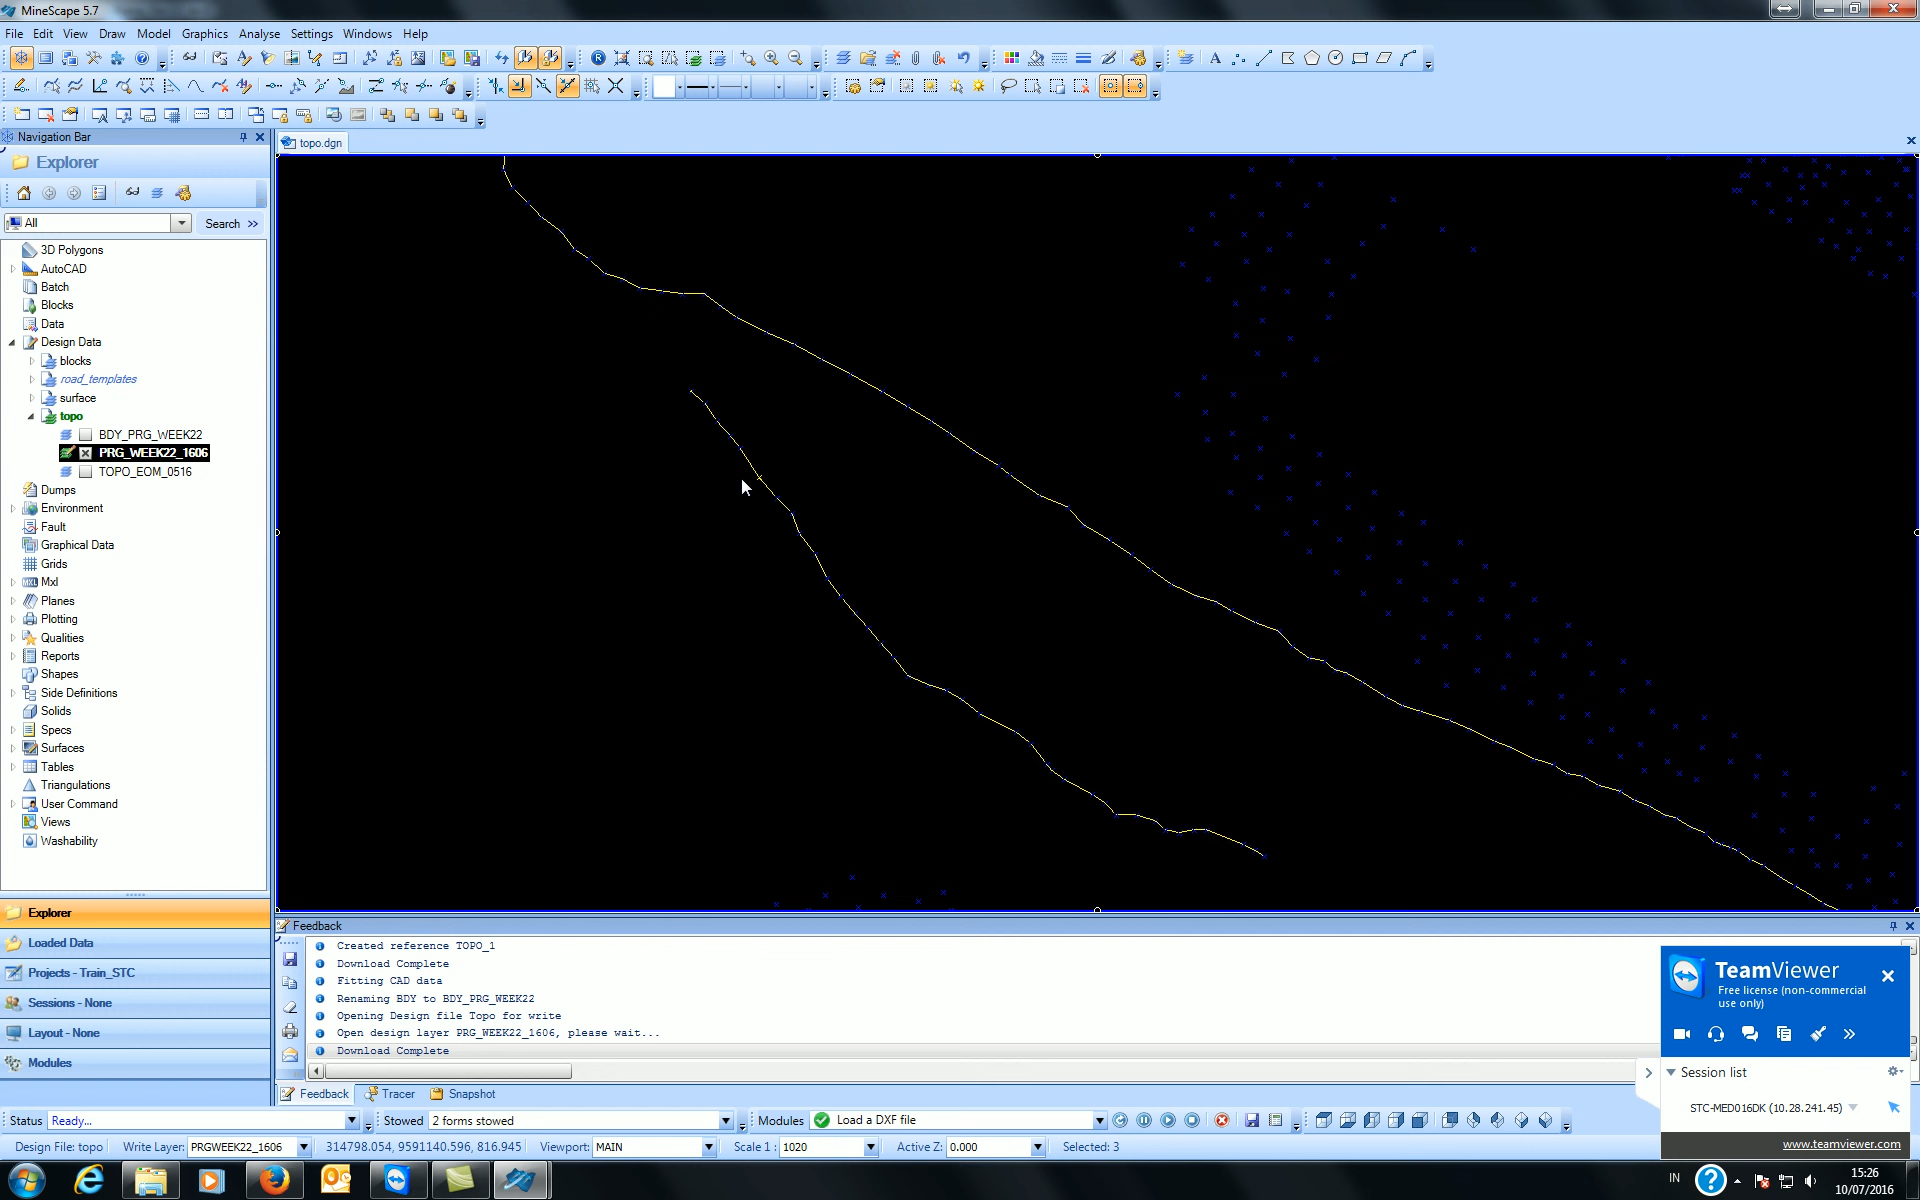 MineScape 5.7
File Edit View Draw Model Graphics Analyse Settings Windows Help
Navigation Bar
Explorer
All
Search »
3D Polygons
AutoCAD
Batch
Blocks
Data
Design Data
blocks
road_templates
surface
topo
BDY_PRG_WEEK22
PRG_WEEK22_1606
TOPO_EOM_0516
Dumps
Environment
Fault
Graphical Data
Grids
Mxl
Planes
Plotting
Qualities
Reports
Shapes
Side Definitions
Solids
Specs
Surfaces
Tables
Triangulations
User Command
Views
Washability
Explorer
Loaded Data
Projects - Train_STC
Sessions - None
Layout - None
Modules
topo.dgn
Feedback
Created reference TOPO_1
Download Complete
Fitting CAD data
Renaming BDY to BDY_PRG_WEEK22
Opening Design file Topo for write
Open design layer PRG_WEEK22_1606, please wait...
Download Complete
Feedback Tracer Snapshot
TeamViewer
Free license (non-commercial
use only)
Session list
STC-MED016DK (10.28.241.45)
www.teamviewer.com
Status Ready... Stowed 2 forms stowed Modules Load a DXF file
Design File: topo Write Layer: PRGWEEK22_1606 314798.054, 9591140.596, 816.945 Viewport: MAIN Scale 1 : 1020 Active Z: 0.000 Selected: 3
IN
15:26
10/07/2016